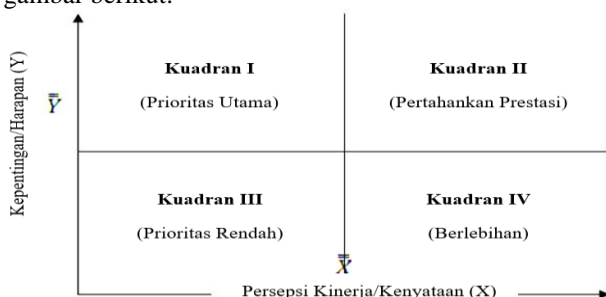 gambar berikut.
Kuadran I
(Prioritas Utama)
Kuadran II
(Pertahankan Prestasi)
Kepentingan/Harapan (Y)
Y̿
Kuadran III
(Prioritas Rendah)
Kuadran IV
(Berlebihan)
X̿
Persepsi Kinerja/Kenyataan (X)